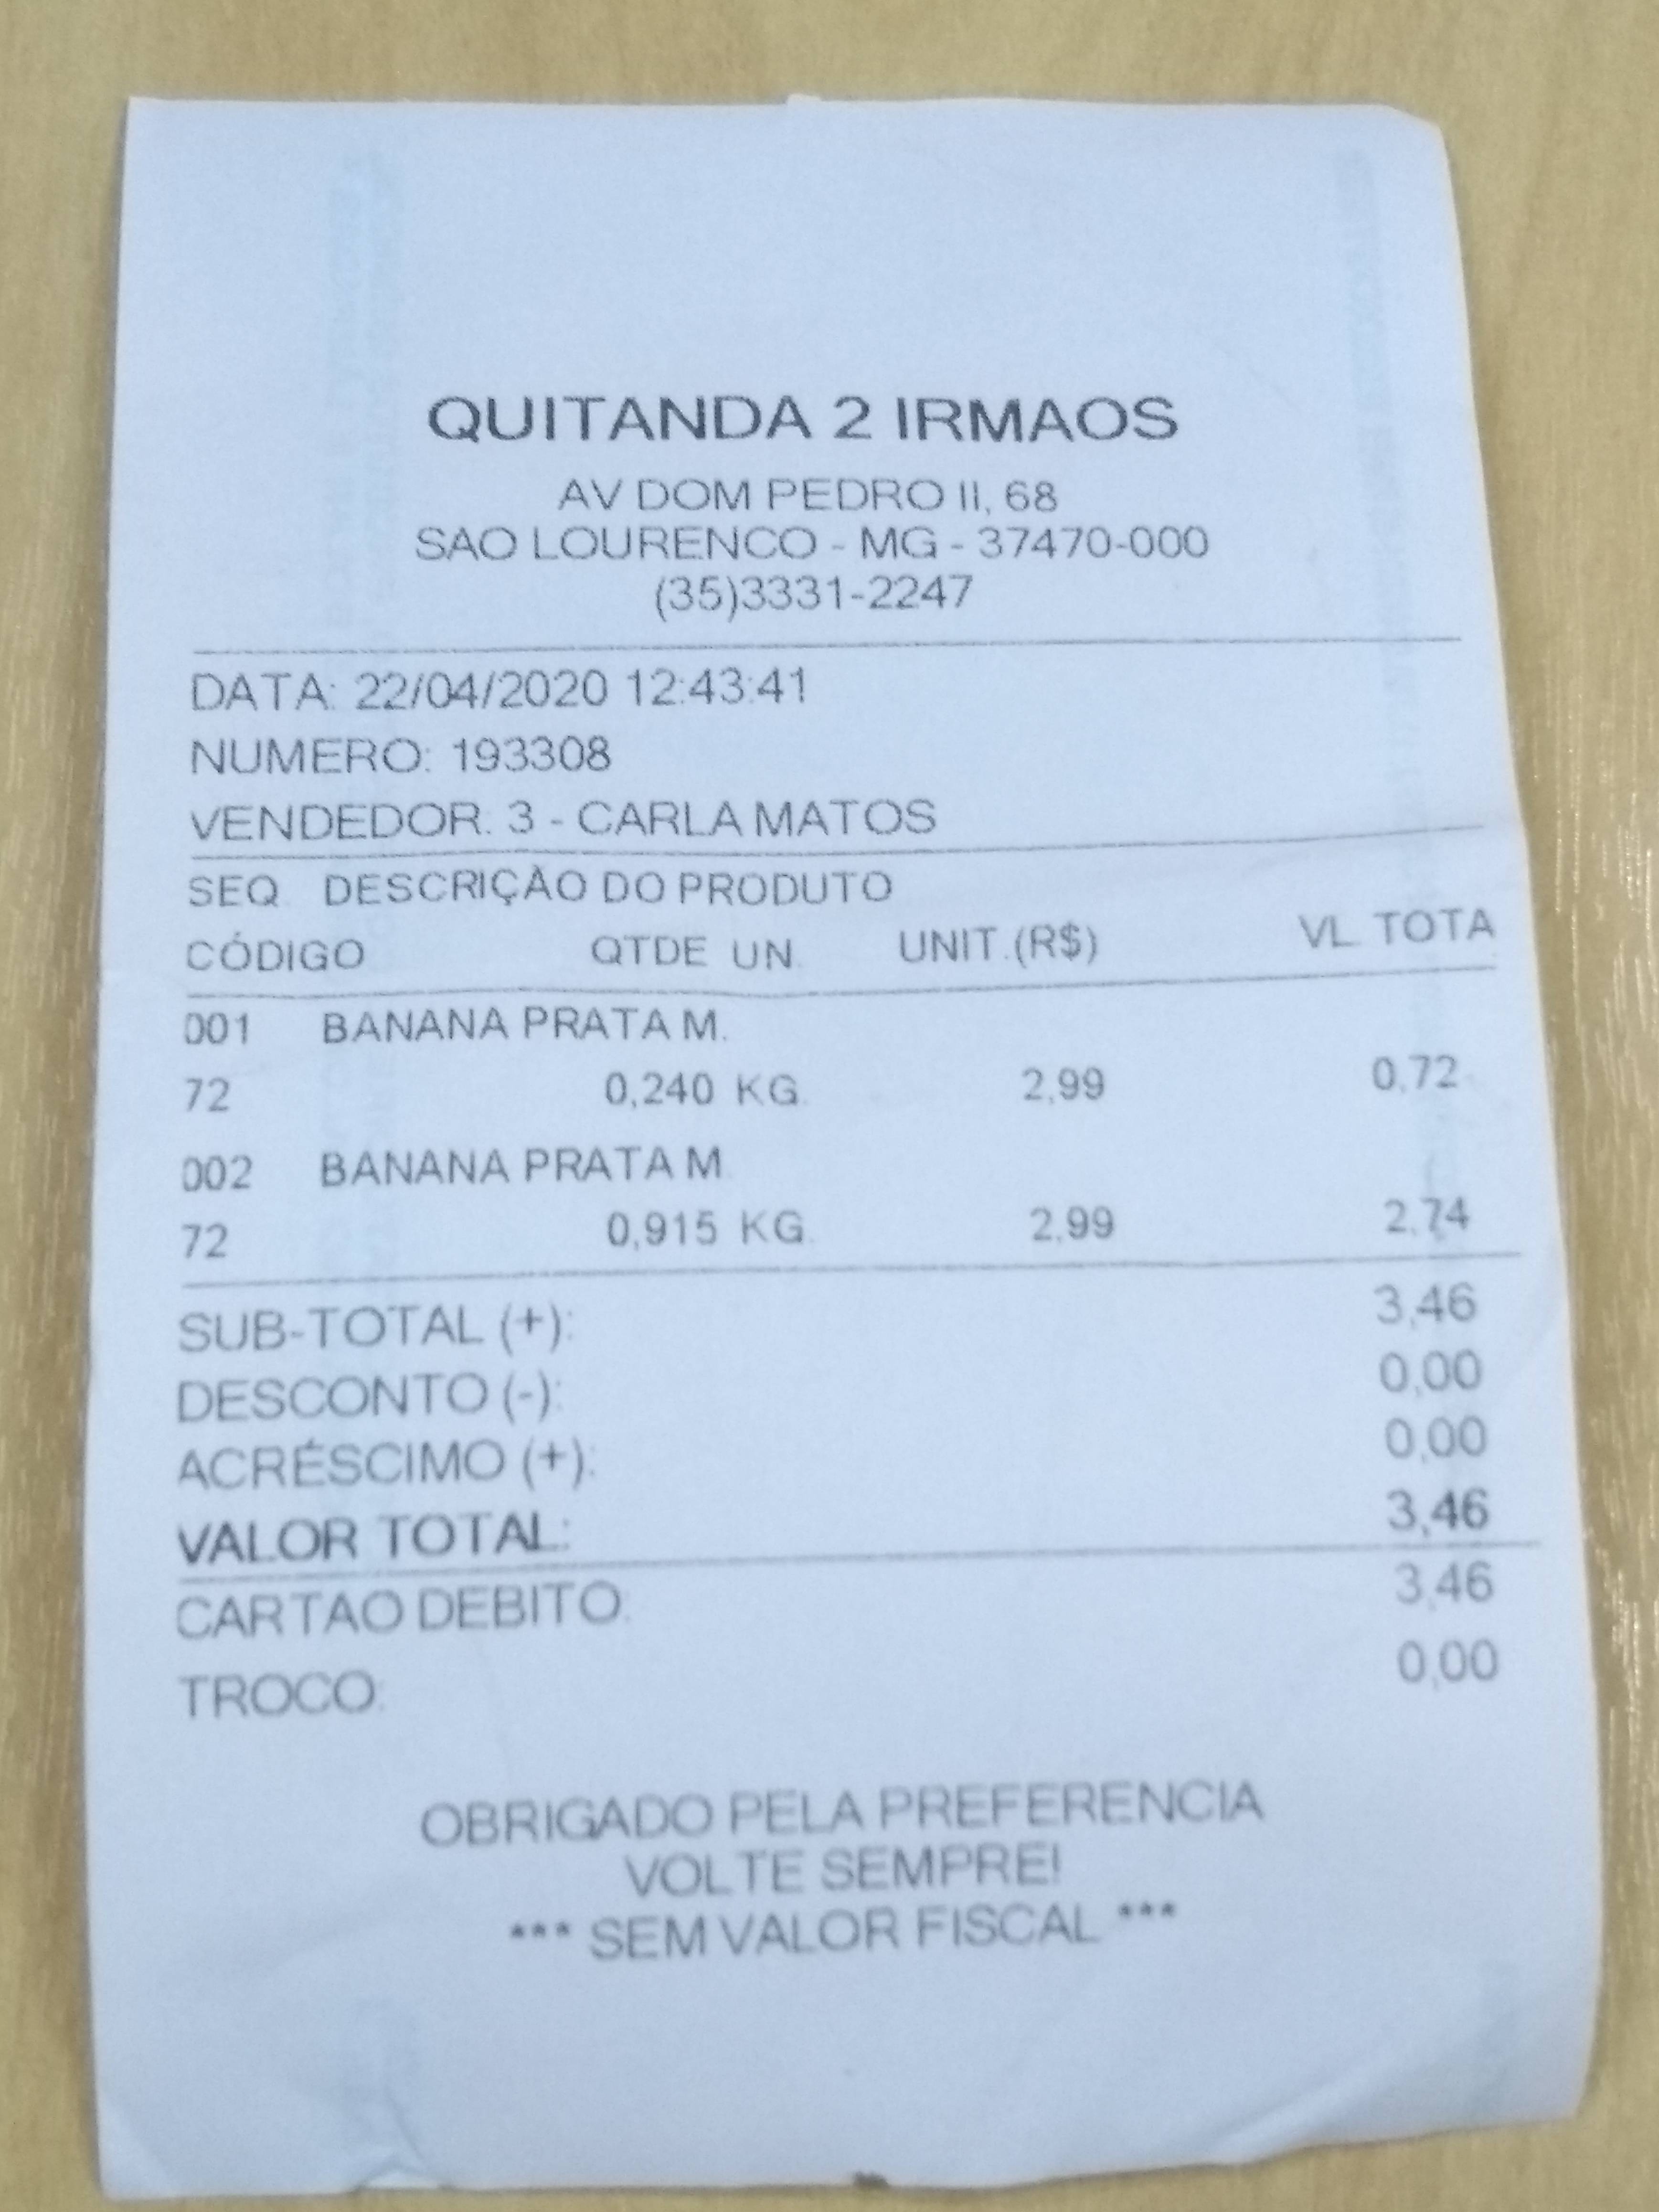 QUITANDA 2 IRMAOS
AV DOM PEDRO II, 68
SAO LOURENCO - MG - 37470-000
(35)3331-2247
DATA: 22/04/2020 12:43:41
NUMERO: 193308
VENDEDOR: 3 - CARLA MATOS
SEQ. DESCRIÇÃO DO PRODUTO
CÓDIGO QTDE UN. UNIT.(R$) VL. TOTA
001 BANANA PRATA M.
72 0,240 KG. 2,99 0,72
002 BANANA PRATA M.
72 0,915 KG. 2,99 2,74
SUB-TOTAL (+): 3,46
DESCONTO (-): 0,00
ACRÉSCIMO (+): 0,00
VALOR TOTAL: 3,46
CARTAO DEBITO: 3,46
TROCO: 0,00
OBRIGADO PELA PREFERENCIA
VOLTE SEMPRE!
*** SEM VALOR FISCAL ***